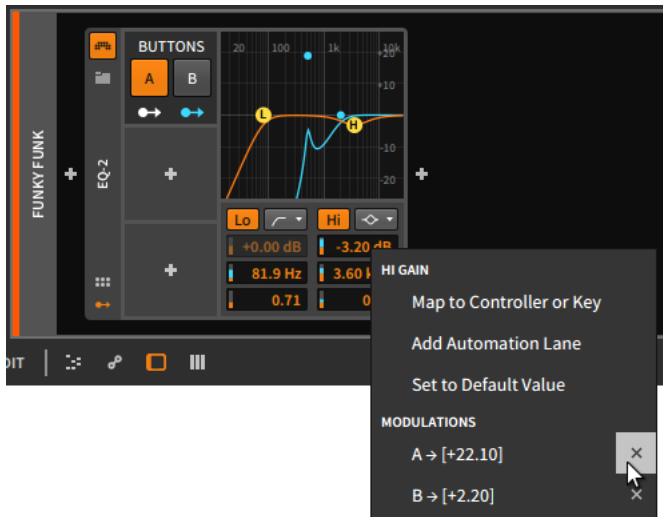 FUNKY FUNK
EQ-2
BUTTONS
A
B
20
100
1k
10k
+20
+10
-10
-20
L
H
Lo
Hi
+0.00 dB
-3.20 dB
81.9 Hz
3.60 k
0.71
0
HI GAIN
Map to Controller or Key
Add Automation Lane
Set to Default Value
MODULATIONS
A → [+22.10]
B → [+2.20]
DIT